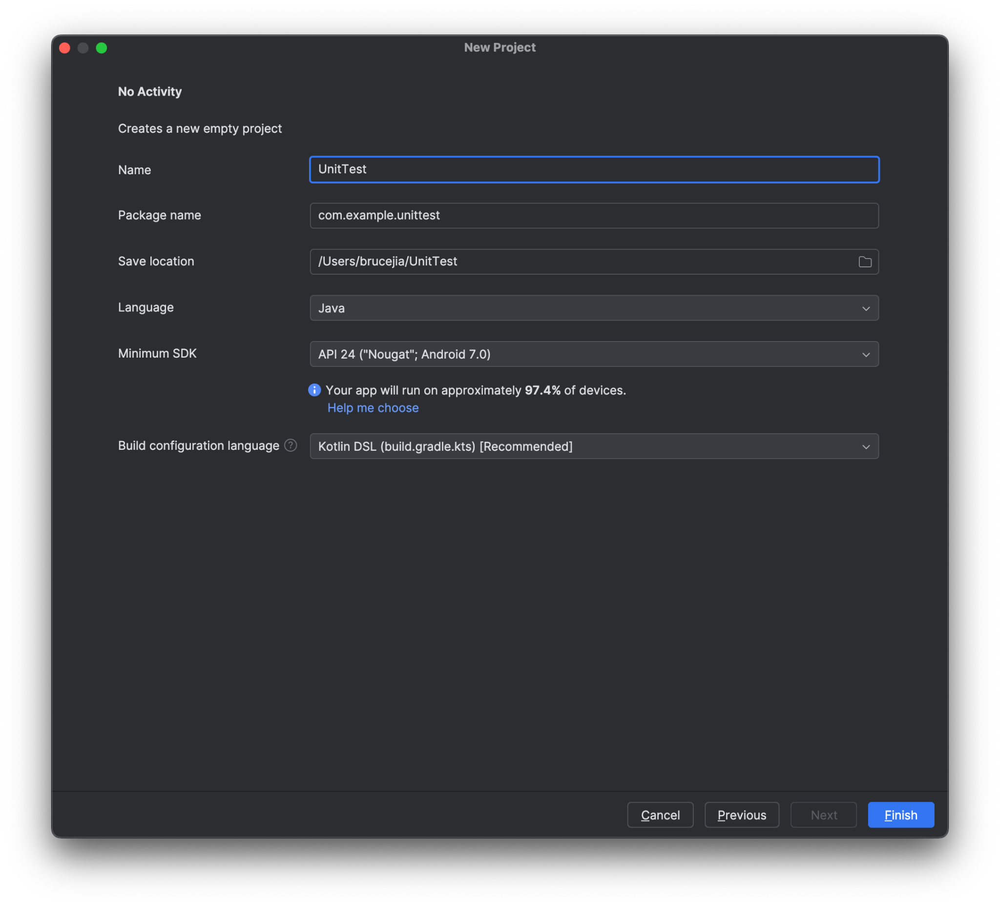 New Project
No Activity
Creates a new empty project
Name
UnitTest
Package name
com.example.unittest
Save location
/Users/brucejia/UnitTest
Language
Java
Minimum SDK
API 24 ("Nougat"; Android 7.0)
Your app will run on approximately 97.4% of devices.
Help me choose
Build configuration language ?
Kotlin DSL (build.gradle.kts) [Recommended]
Cancel
Previous
Next
Finish